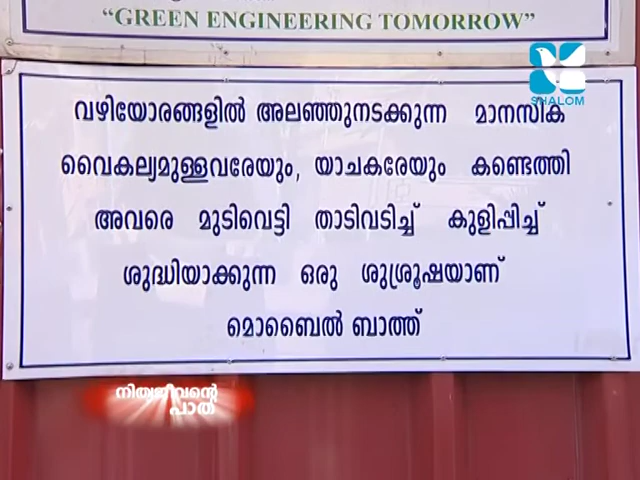 “GREEN ENGINEERING TOMORROW”
SHALOM
വഴിയോരങ്ങളിൽ അലഞ്ഞുനടക്കുന്ന മാനസിക
വൈകല്യമുള്ളവരേയും, യാചകരേയും കണ്ടെത്തി
അവരെ മുടിവെട്ടി താടിവടിച്ച് കുളിപ്പിച്ച്
ശുദ്ധിയാക്കുന്ന ഒരു ശുശ്രൂഷയാണ്
മൊബൈൽ ബാത്ത്
നിത്യജീവന്റെ
പാത